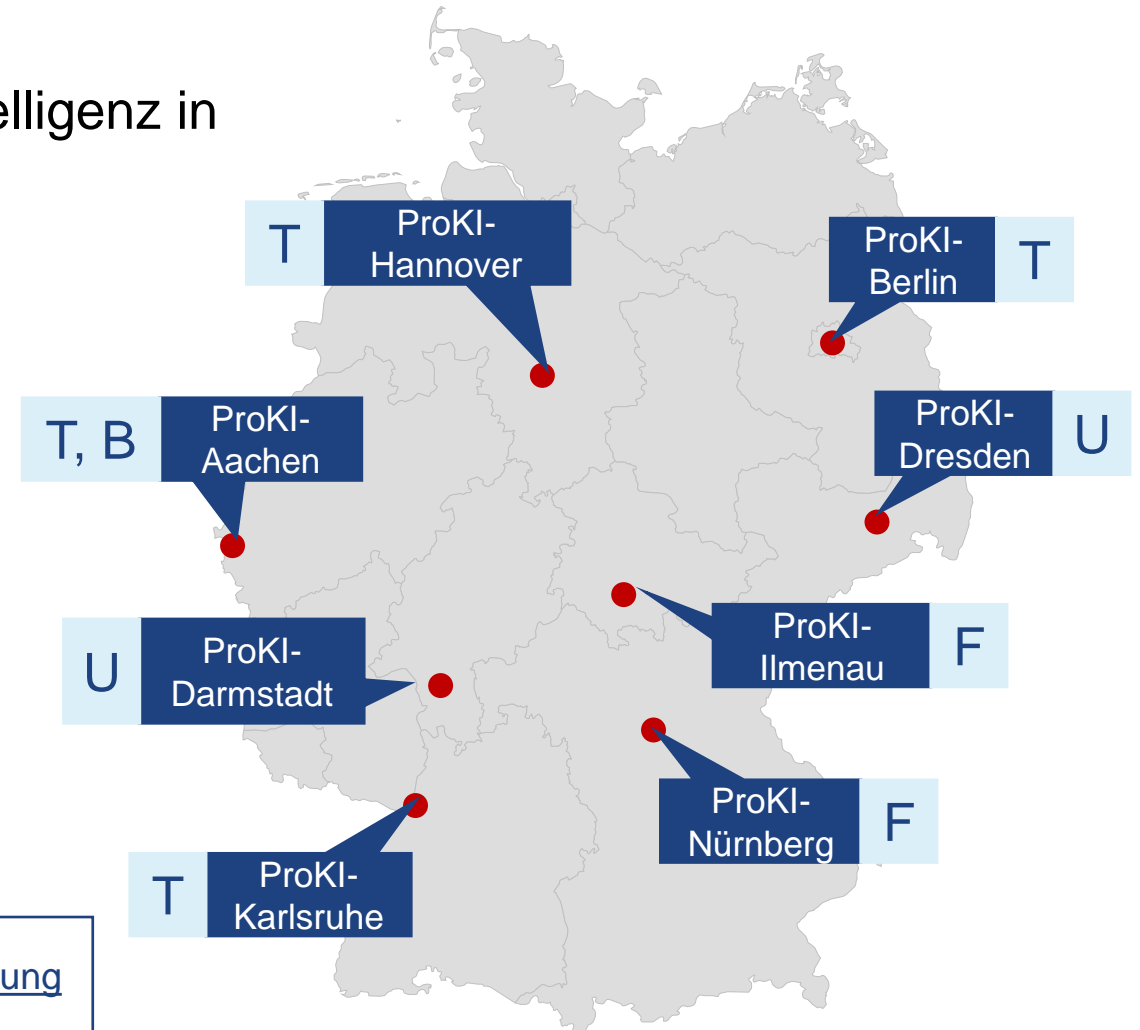 elligenz in
T
ProKI-
Hannover
ProKI-
Berlin
T
T, B
ProKI-
Aachen
ProKI-
Dresden
U
U
ProKI-
Darmstadt
ProKI-
Ilmenau
F
ProKI-
Nürnberg
F
T
ProKI-
Karlsruhe
ung